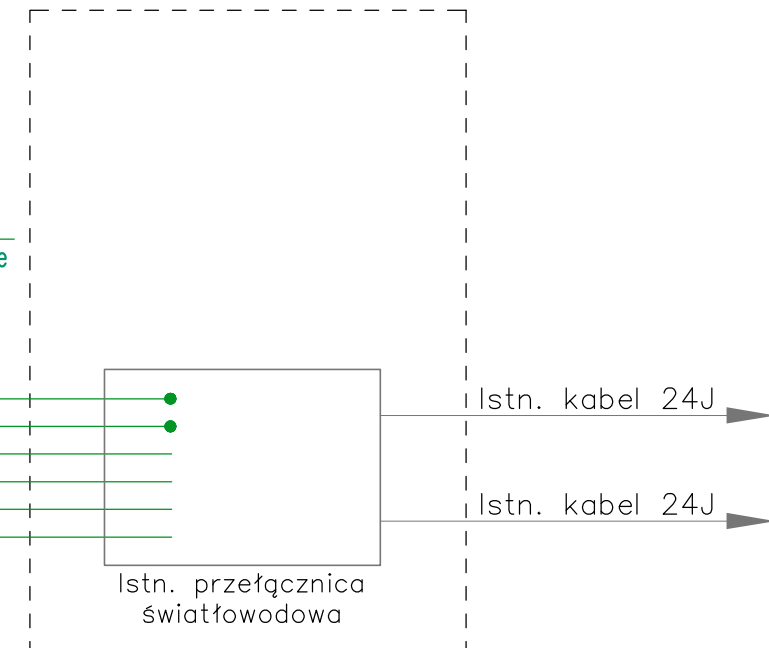 e
Istn. kabel 24J
Istn. kabel 24J
Istn. przełącznica
światłowodowa